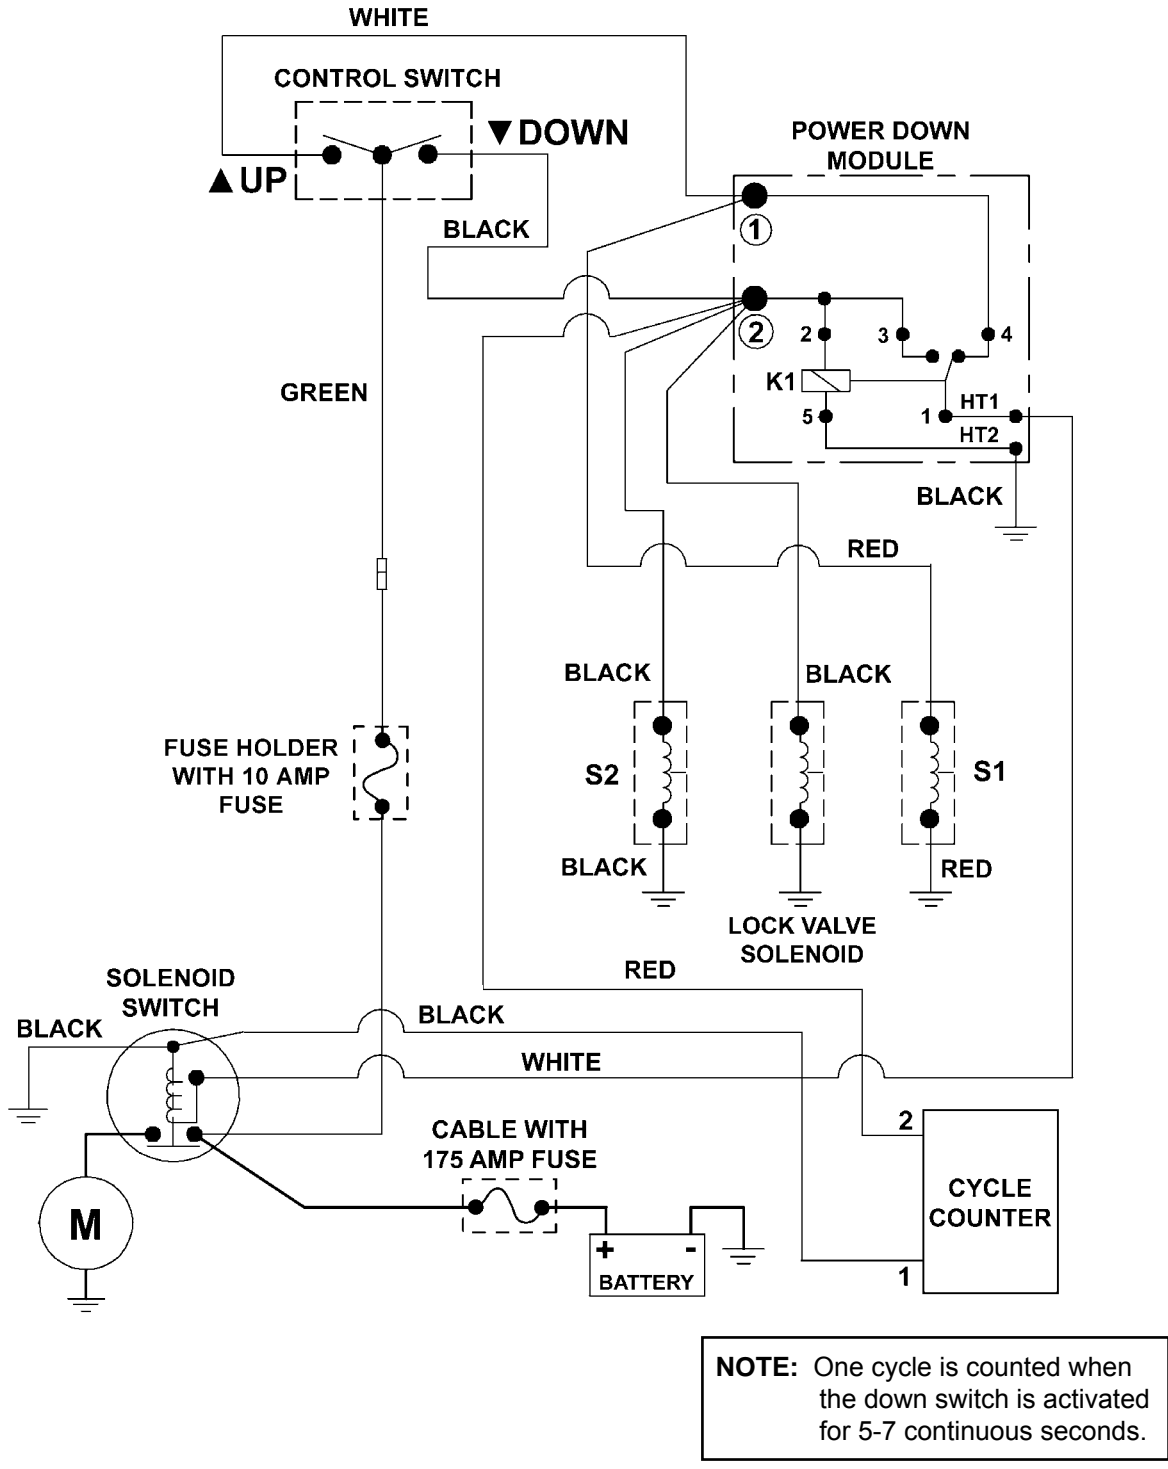 WHITE
CONTROL SWITCH
▼DOWN
▲UP
POWER DOWN
MODULE
1
BLACK
2
2
3
4
K1
GREEN
HT1
5
1
HT2
BLACK
RED
BLACK
BLACK
FUSE HOLDER
WITH 10 AMP
FUSE
S2
S1
BLACK
RED
LOCK VALVE
SOLENOID
RED
SOLENOID
SWITCH
BLACK
BLACK
WHITE
CABLE WITH
175 AMP FUSE
2
CYCLE
COUNTER
M
+
-
BATTERY
1
NOTE: One cycle is counted when
the down switch is activated
for 5-7 continuous seconds.